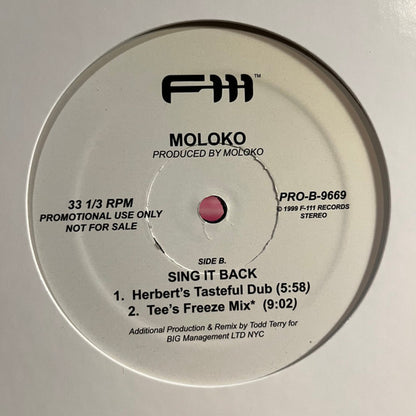 F-111™
MOLOKO
PRODUCED BY MOLOKO
33 1/3 RPM
PROMOTIONAL USE ONLY
NOT FOR SALE
PRO-B-9669
© 1999 F-111 RECORDS
STEREO
SIDE B.
SING IT BACK
1. Herbert's Tasteful Dub (5:58)
2. Tee's Freeze Mix* (9:02)
Additional Production & Remix by Todd Terry for
BIG Management LTD NYC